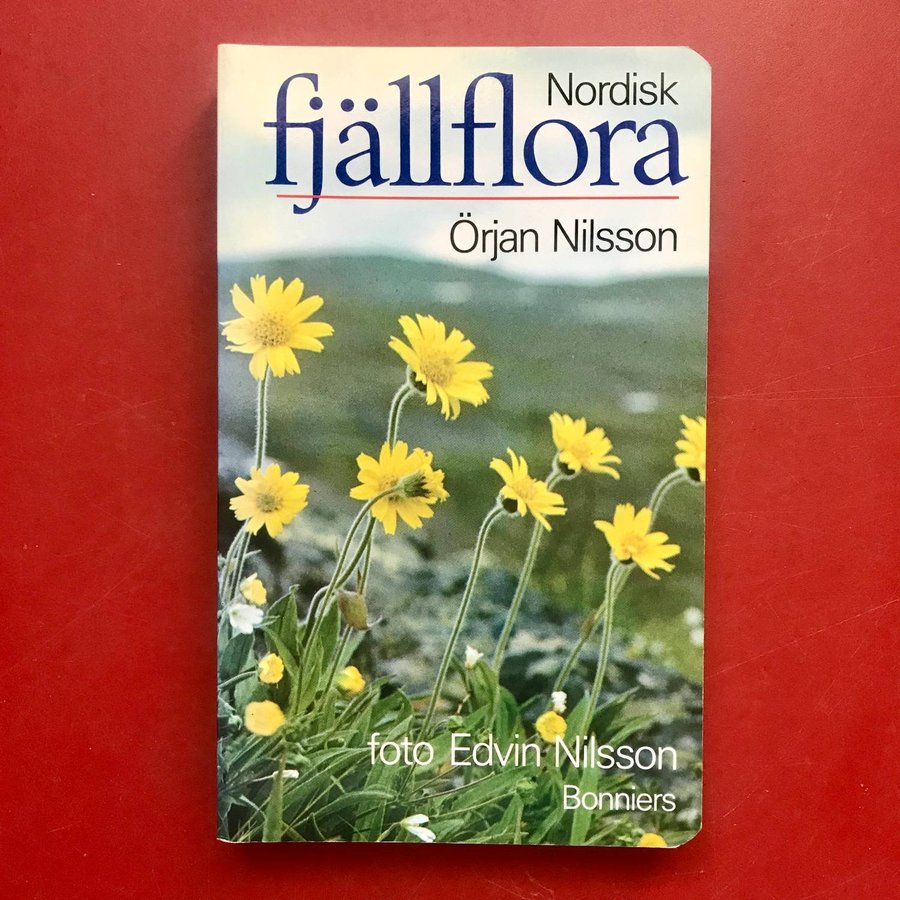 Nordisk
fjällflora
Örjan Nilsson
foto Edvin Nilsson
Bonniers